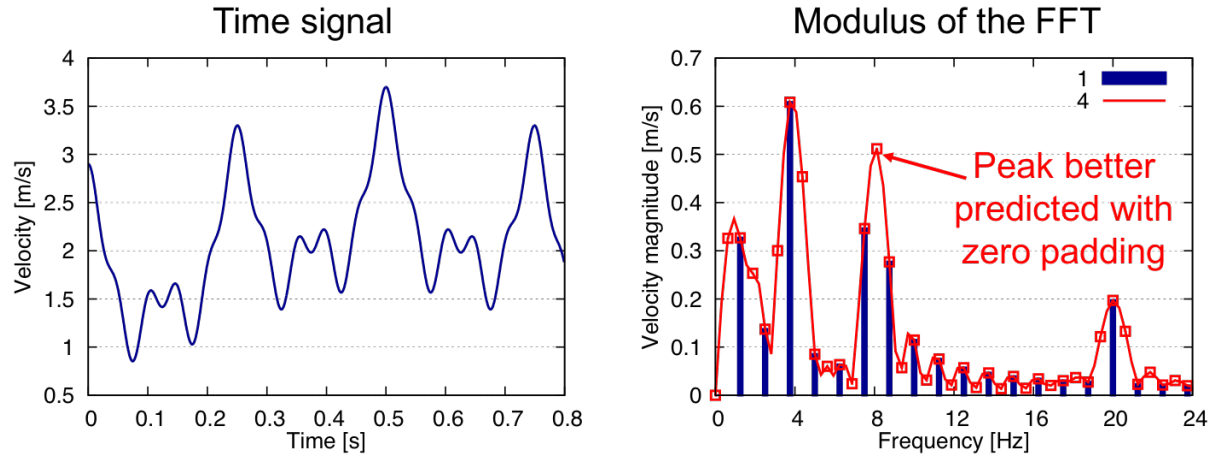 Time signal
Velocity [m/s]
4
3.5
3
2.5
2
1.5
1
0.5
0 0.1 0.2 0.3 0.4 0.5 0.6 0.7 0.8
Time [s]
Modulus of the FFT
Velocity magnitude [m/s]
0.7
0.6
0.5
0.4
0.3
0.2
0.1
0
0 4 8 12 16 20 24
Frequency [Hz]
1
4
Peak better
predicted with
zero padding